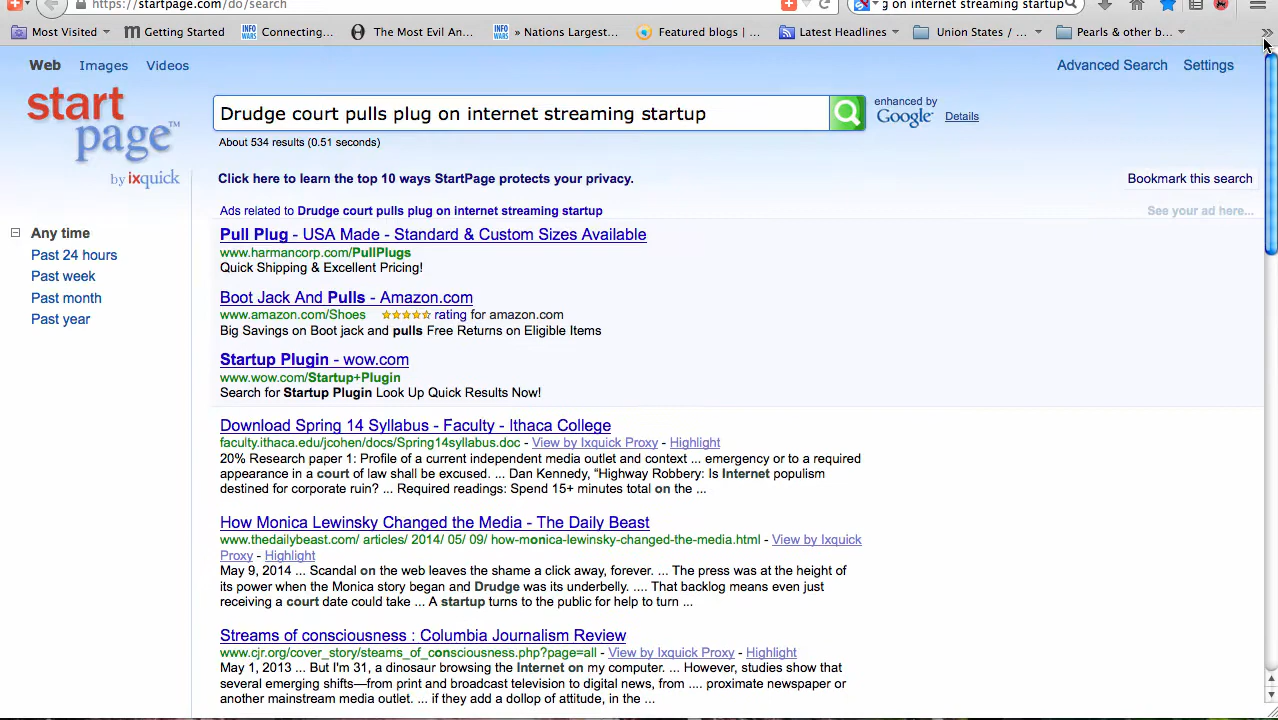 https://startpage.com/do/search
g on internet streaming startup
Most Visited
Getting Started
INFO WARS
Connecting...
The Most Evil An...
INFO WARS
» Nations Largest...
Featured blogs | ...
Latest Headlines
Union States / ...
Pearls & other b...
»
Web
Images
Videos
Advanced Search
Settings
start
page™
by ixquick
Drudge court pulls plug on internet streaming startup
enhanced by
Google™
Details
About 534 results (0.51 seconds)
Click here to learn the top 10 ways StartPage protects your privacy.
Bookmark this search
Any time
Past 24 hours
Past week
Past month
Past year
Ads related to Drudge court pulls plug on internet streaming startup
See your ad here...
Pull Plug - USA Made - Standard & Custom Sizes Available
www.harmancorp.com/PullPlugs
Quick Shipping & Excellent Pricing!
Boot Jack And Pulls - Amazon.com
www.amazon.com/Shoes ★★★★★ rating for amazon.com
Big Savings on Boot jack and pulls Free Returns on Eligible Items
Startup Plugin - wow.com
www.wow.com/Startup+Plugin
Search for Startup Plugin Look Up Quick Results Now!
Download Spring 14 Syllabus - Faculty - Ithaca College
faculty.ithaca.edu/jcohen/docs/Spring14syllabus.doc - View by Ixquick Proxy - Highlight
20% Research paper 1: Profile of a current independent media outlet and context ... emergency or to a required
appearance in a court of law shall be excused. ... Dan Kennedy, “Highway Robbery: Is Internet populism
destined for corporate ruin? ... Required readings: Spend 15+ minutes total on the ...
How Monica Lewinsky Changed the Media - The Daily Beast
www.thedailybeast.com/ articles/ 2014/ 05/ 09/ how-monica-lewinsky-changed-the-media.html - View by Ixquick
Proxy - Highlight
May 9, 2014 ... Scandal on the web leaves the shame a click away, forever. ... The press was at the height of
its power when the Monica story began and Drudge was its underbelly. .... That backlog means even just
receiving a court date could take ... A startup turns to the public for help to turn ...
Streams of consciousness : Columbia Journalism Review
www.cjr.org/cover_story/steams_of_consciousness.php?page=all - View by Ixquick Proxy - Highlight
May 1, 2013 ... But I'm 31, a dinosaur browsing the Internet on my computer. ... However, studies show that
several emerging shifts—from print and broadcast television to digital news, from .... proximate newspaper or
another mainstream media outlet. ... if they add a dollop of attitude, in the ...